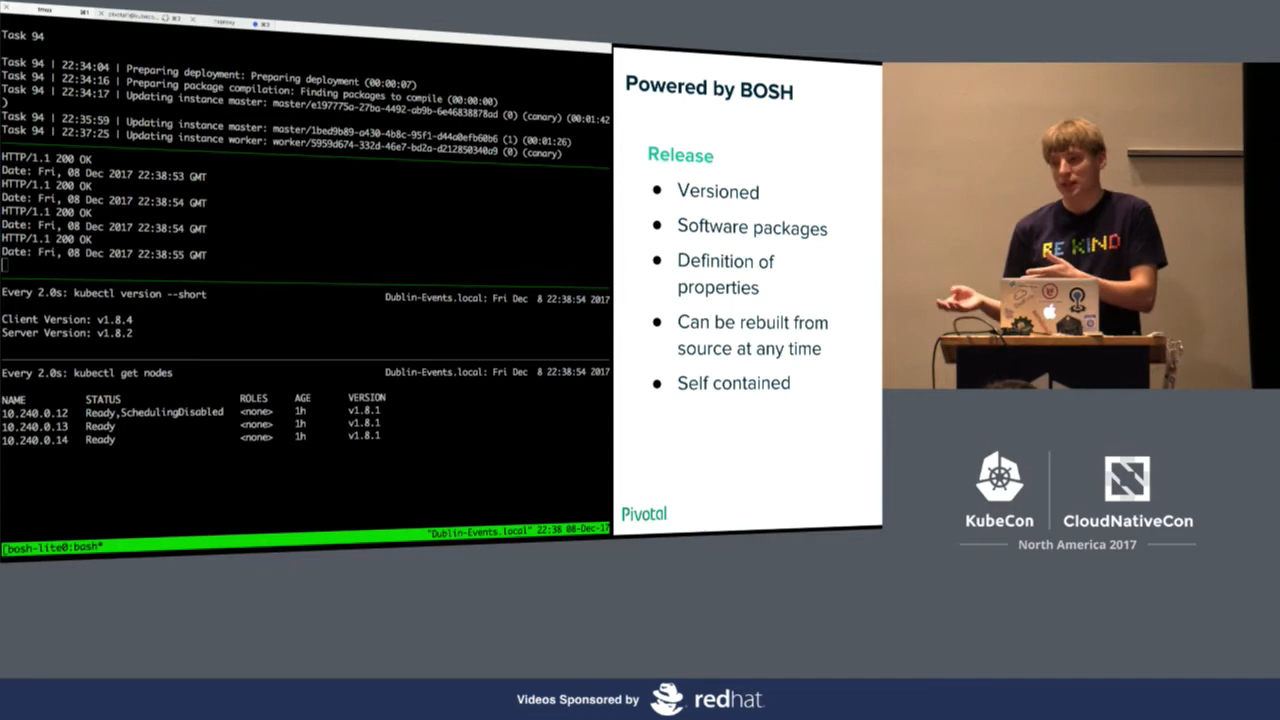 Task 94
Task 94 | 22:34:04 | Preparing deployment: Preparing deployment (00:00:07)
Task 94 | 22:34:16 | Preparing package compilation: Finding packages to compile (00:00:00)
Task 94 | 22:34:17 | Updating instance master: master/e197775a-27ba-4492-ab9b-6e46838878ad (0) (canary) (00:01:42
)
Task 94 | 22:35:59 | Updating instance master: master/1bed9b89-a430-4b8c-95f1-d44a0efb60b6 (1) (00:01:26)
Task 94 | 22:37:25 | Updating instance worker: worker/5959d674-332d-46e7-bd2a-d212850340a9 (0) (canary)
HTTP/1.1 200 OK
Date: Fri, 08 Dec 2017 22:38:53 GMT
HTTP/1.1 200 OK
Date: Fri, 08 Dec 2017 22:38:54 GMT
HTTP/1.1 200 OK
Date: Fri, 08 Dec 2017 22:38:54 GMT
HTTP/1.1 200 OK
Date: Fri, 08 Dec 2017 22:38:55 GMT
Every 2.0s: kubectl version --short Dublin-Events.local: Fri Dec 8 22:38:54 2017
Client Version: v1.8.4
Server Version: v1.8.2
Every 2.0s: kubectl get nodes Dublin-Events.local: Fri Dec 8 22:38:54 2017
NAME STATUS ROLES AGE VERSION
10.240.0.12 Ready,SchedulingDisabled <none> 1h v1.8.1
10.240.0.13 Ready <none> 1h v1.8.1
10.240.0.14 Ready <none> 1h v1.8.1
[bosh-lite0:bash* "Dublin-Events.local" 22:38 08-Dec-17
Powered by BOSH
Release
● Versioned
● Software packages
● Definition of
properties
● Can be rebuilt from
source at any time
● Self contained
Pivotal
BE KIND
KubeCon
CloudNativeCon
North America 2017
Videos Sponsored by
redhat